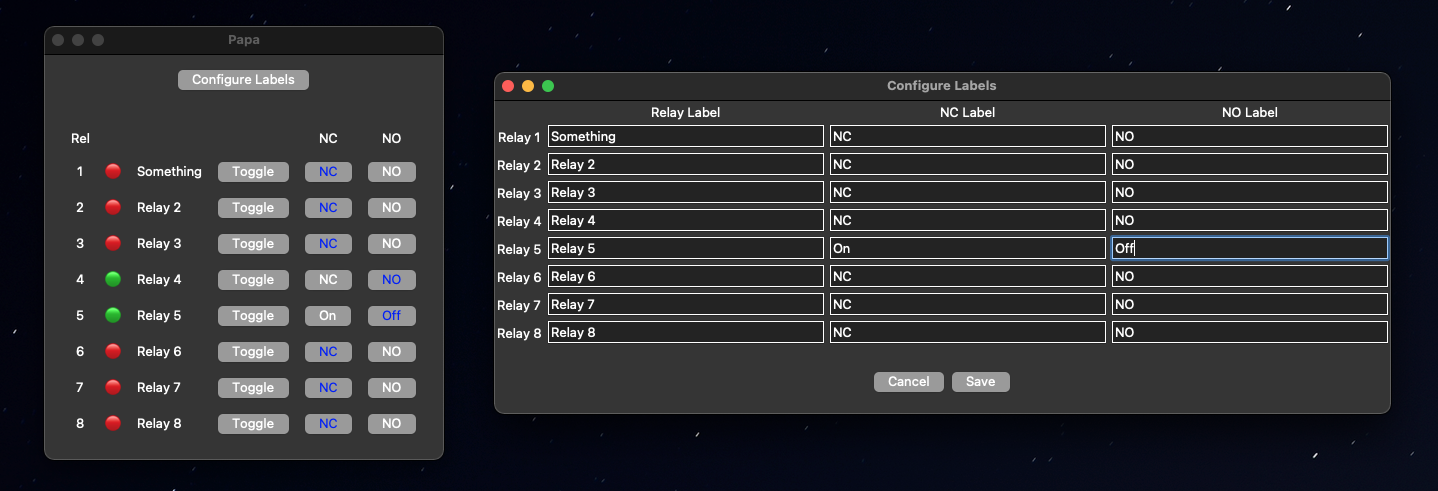 Papa
Configure Labels
Rel NC NO
1 Something Toggle NC NO
2 Relay 2 Toggle NC NO
3 Relay 3 Toggle NC NO
4 Relay 4 Toggle NC NO
5 Relay 5 Toggle On Off
6 Relay 6 Toggle NC NO
7 Relay 7 Toggle NC NO
8 Relay 8 Toggle NC NO
Configure Labels
Relay Label NC Label NO Label
Relay 1 Something NC NO
Relay 2 Relay 2 NC NO
Relay 3 Relay 3 NC NO
Relay 4 Relay 4 NC NO
Relay 5 Relay 5 On Off
Relay 6 Relay 6 NC NO
Relay 7 Relay 7 NC NO
Relay 8 Relay 8 NC NO
Cancel Save